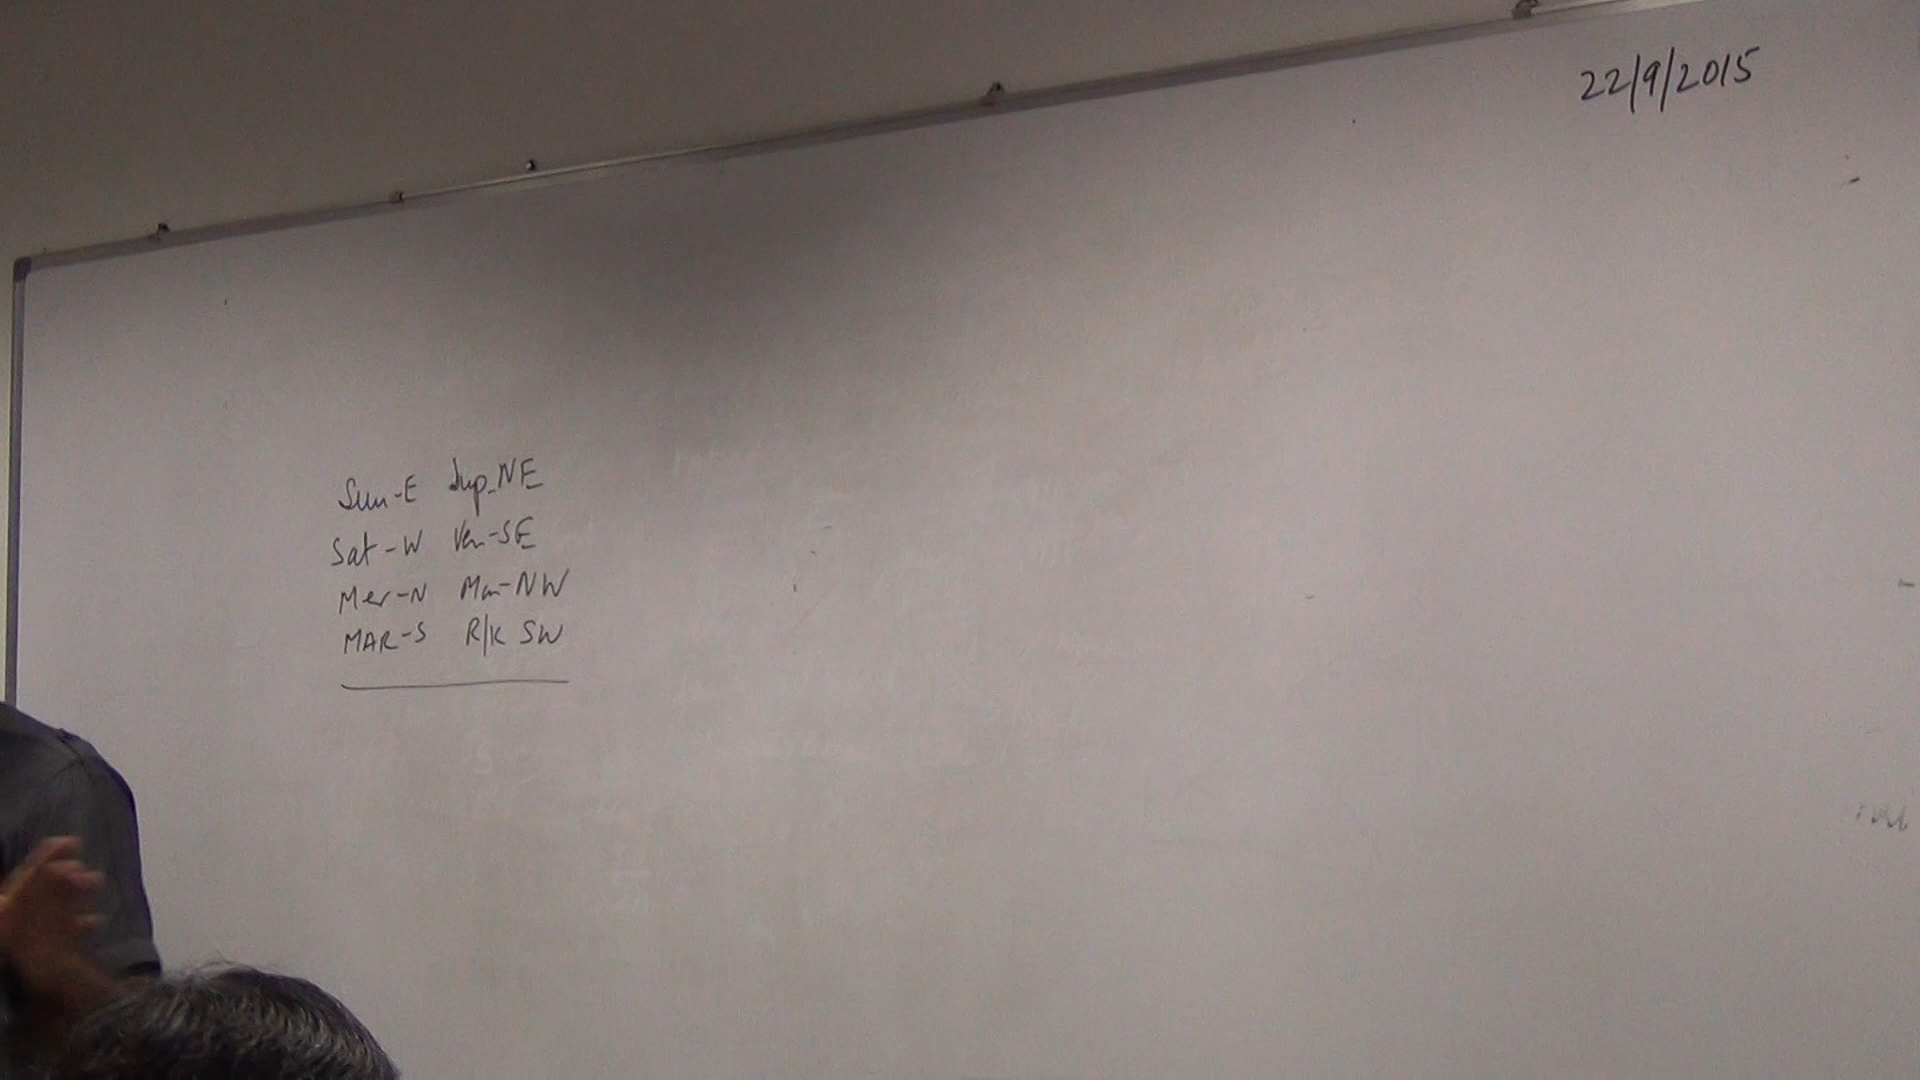 22/9/2015
Sun-E Jup-NE
Sat-W Ven-SE
Mer-N Mon-NW
MAR-S R/K SW